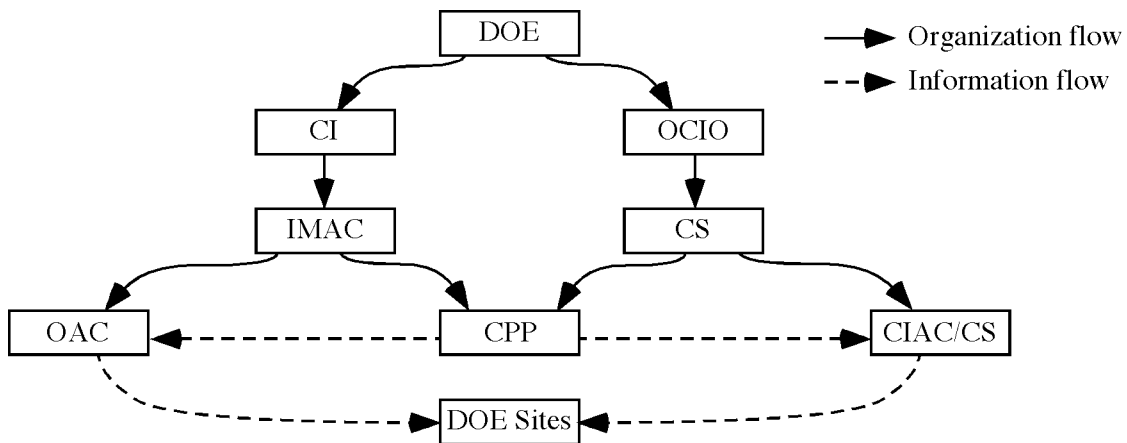 DOE
Organization flow
Information flow
CI
OCIO
IMAC
CS
OAC
CPP
CIAC/CS
DOE Sites